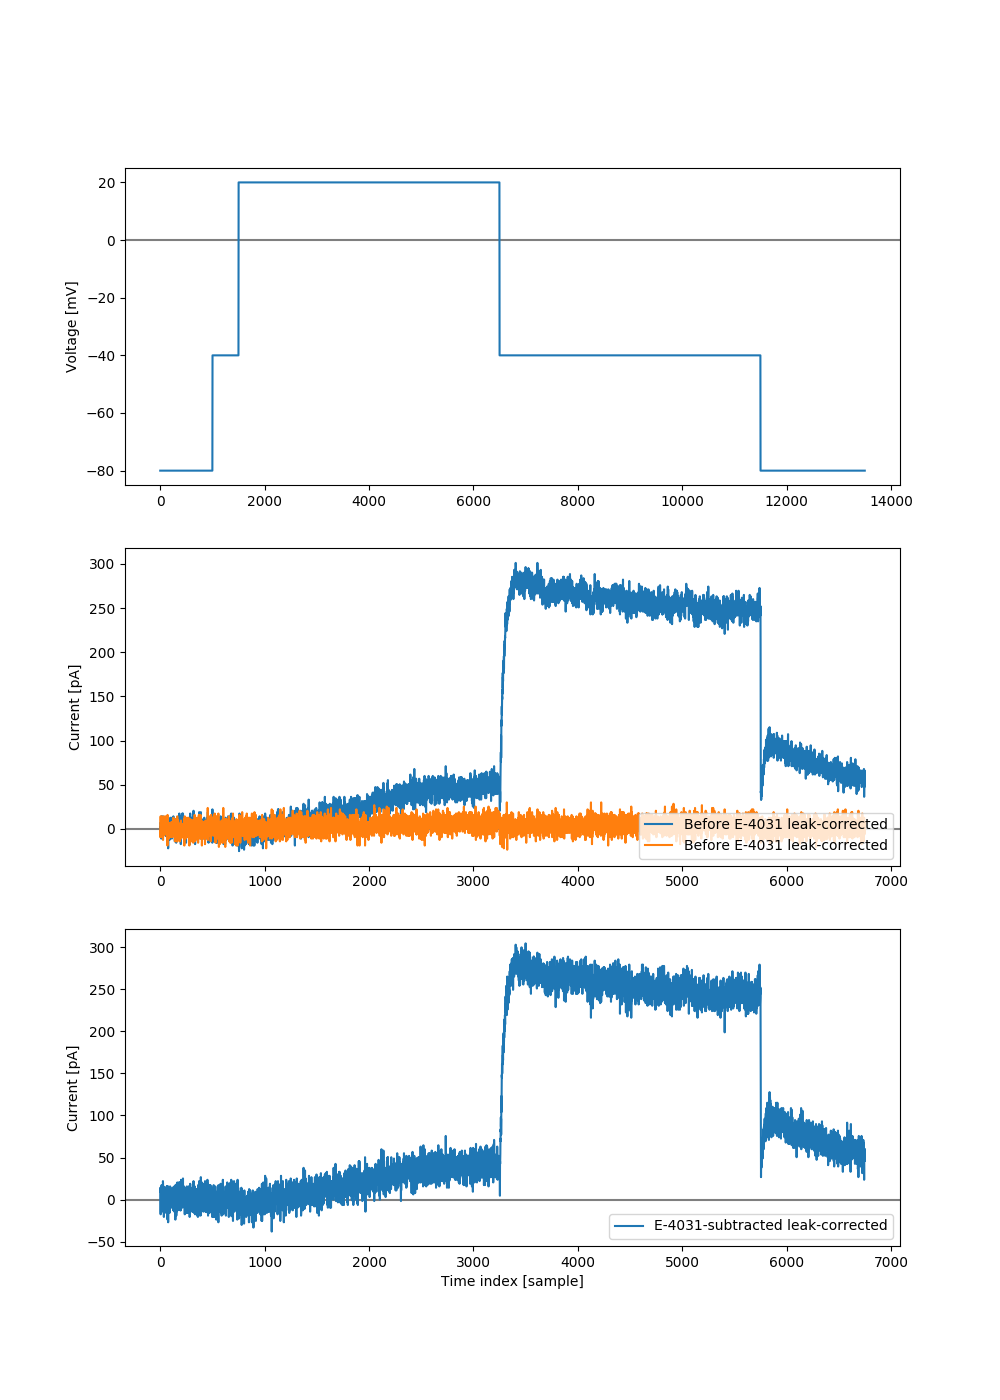 20
0
−20
−40
−60
−80
Voltage [mV]
0 2000 4000 6000 8000 10000 12000 14000
300
250
200
150
100
50
0
Current [pA]
Before E-4031 leak-corrected
Before E-4031 leak-corrected
0 1000 2000 3000 4000 5000 6000 7000
300
250
200
150
100
50
0
−50
Current [pA]
E-4031-subtracted leak-corrected
0 1000 2000 3000 4000 5000 6000 7000
Time index [sample]